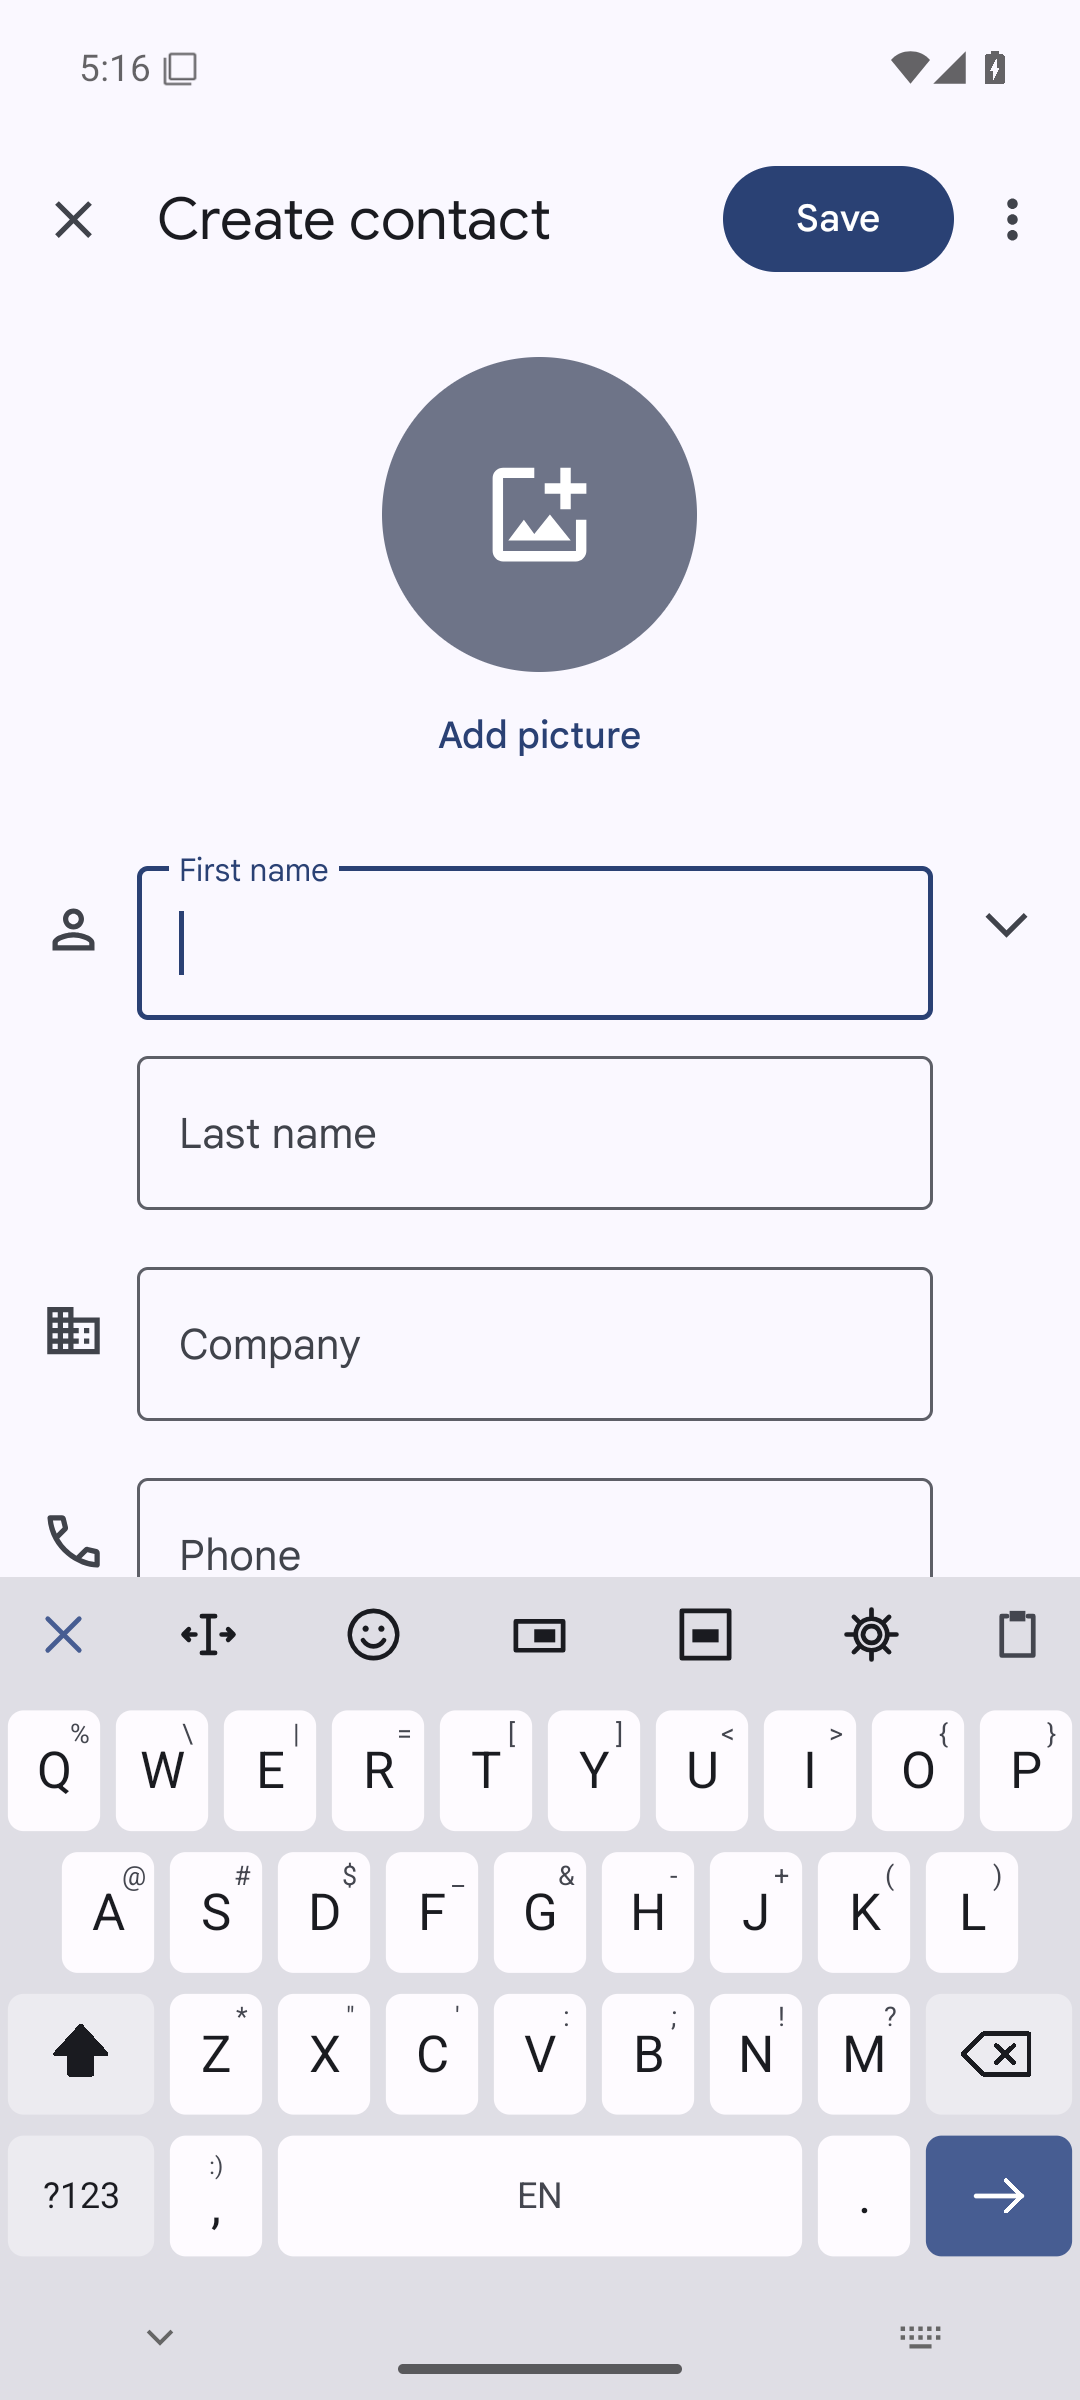 5:16
Create contact
Save
Add picture
First name
Last name
Company
Phone
% \ | = [ ] < > { }
Q W E R T Y U I O P
@ # $ _ & - + ( )
A S D F G H J K L
* " ' : ; ! ?
Z X C V B N M
?123 :) , EN .